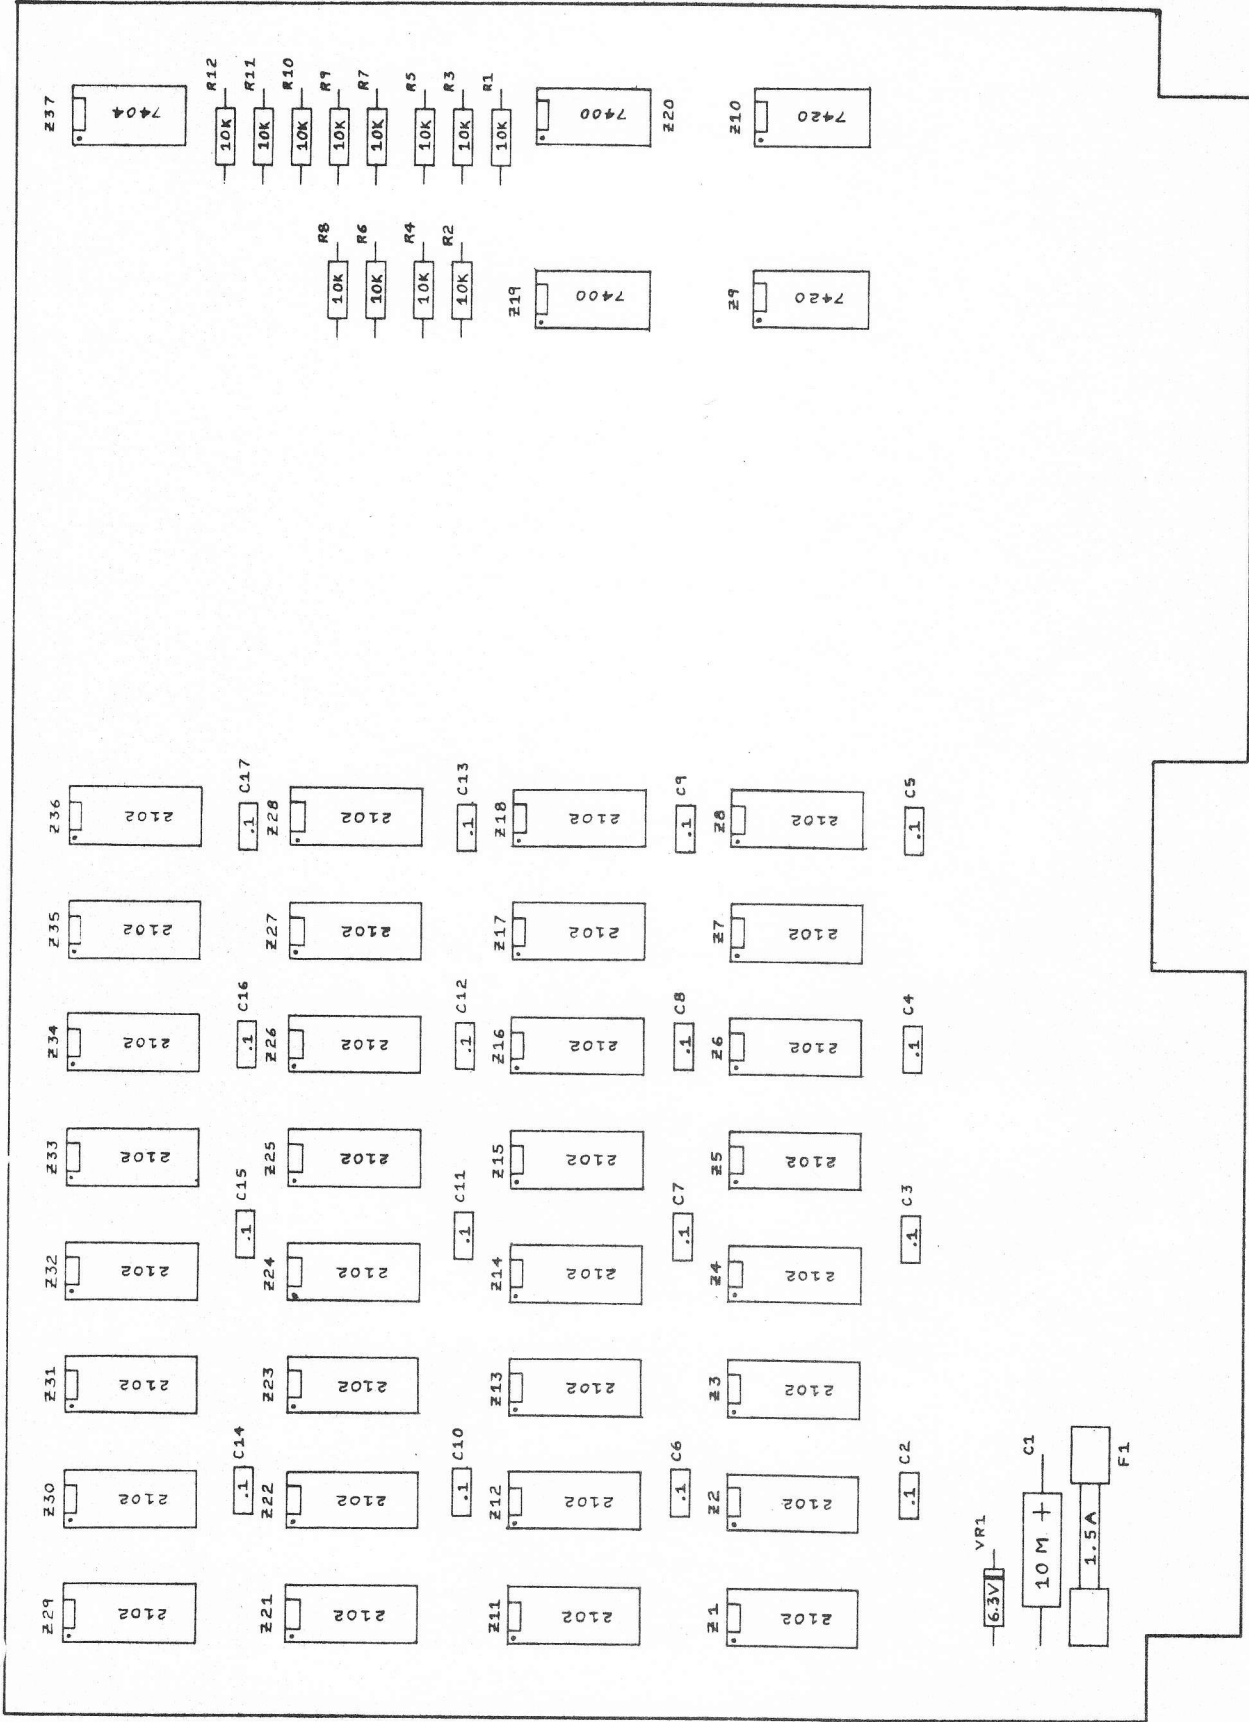 Z29
2102
Z30
2102
Z31
2102
Z32
2102
Z33
2102
Z34
2102
Z35
2102
Z36
2102
Z37
7404
C14
.1
C15
.1
C16
.1
C17
.1
R12
10K
R11
10K
R10
10K
R9
10K
R7
10K
R5
10K
R3
10K
R1
10K
R8
10K
R6
10K
R4
10K
R2
10K
Z21
2102
Z22
2102
Z23
2102
Z24
2102
Z25
2102
Z26
2102
Z27
2102
Z28
2102
C10
.1
C11
.1
C12
.1
C13
.1
Z11
2102
Z12
2102
Z13
2102
Z14
2102
Z15
2102
Z16
2102
Z17
2102
Z18
2102
Z19
7400
Z20
7400
C6
.1
C7
.1
C8
.1
C9
.1
Z1
2102
Z2
2102
Z3
2102
Z4
2102
Z5
2102
Z6
2102
Z7
2102
Z8
2102
Z9
7420
Z10
7420
C2
.1
C3
.1
C4
.1
C5
.1
VR1
6.3V
C1
10 M +
1.5A
F1